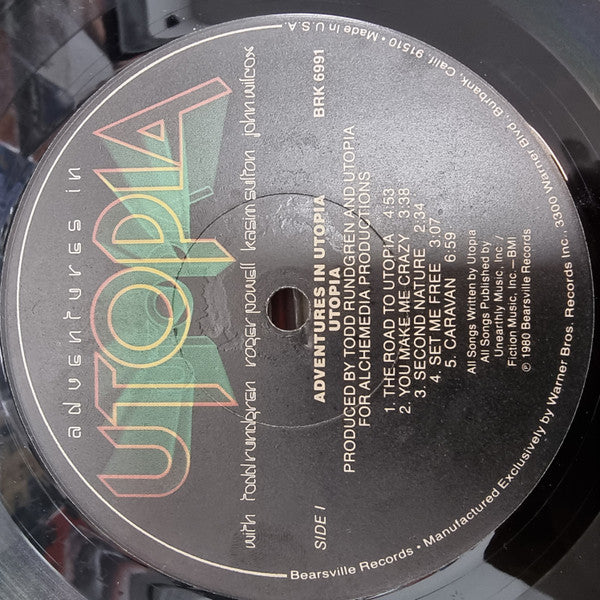 adventures in
UTOPIA
with todd rundgren roger powell kasim sulton john wilcox
SIDE 1
BRK 6991
ADVENTURES IN UTOPIA
UTOPIA
PRODUCED BY TODD RUNDGREN AND UTOPIA
FOR ALCHEMEDIA PRODUCTIONS
1. THE ROAD TO UTOPIA 4:53
2. YOU MAKE ME CRAZY 3:38
3. SECOND NATURE 2:34
4. SET ME FREE 3:07
5. CARAVAN 6:59
All Songs Written by Utopia
All Songs Published by
Unearthly Music, Inc /
Fiction Music, Inc —BMI
℗ 1980 Bearsville Records
Bearsville Records • Manufactured Exclusively by Warner Bros. Records Inc., 3300 Warner Blvd., Burbank, Calif. 91510 • Made in U.S.A.